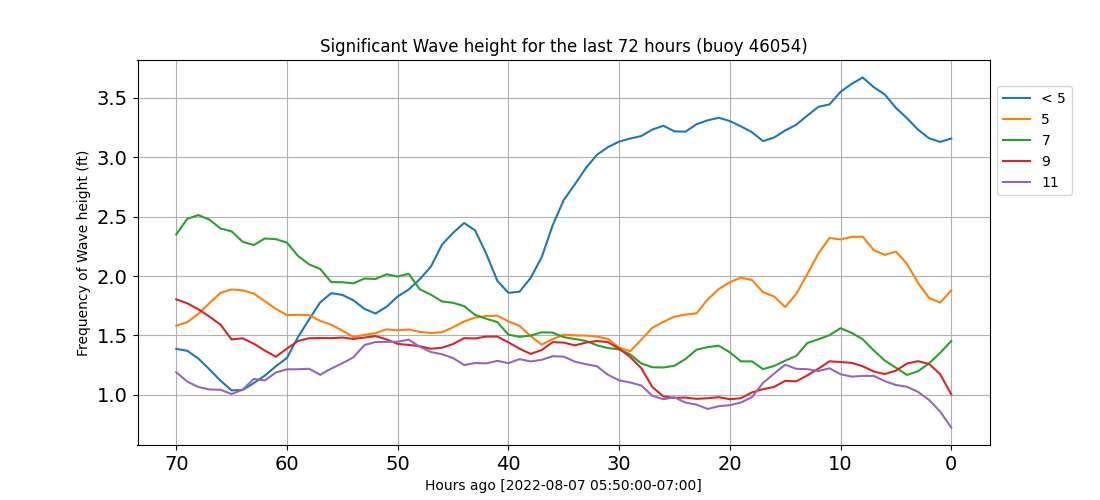 Significant Wave height for the last 72 hours (buoy 46054)
Frequency of Wave height (ft)
3.5
3.0
2.5
2.0
1.5
1.0
70 60 50 40 30 20 10 0
Hours ago [2022-08-07 05:50:00-07:00]
< 5
5
7
9
11